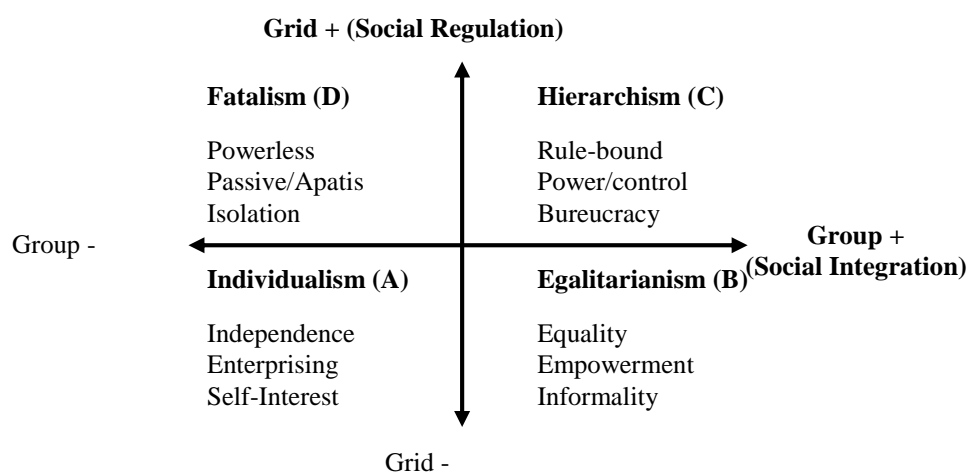 Grid + (Social Regulation)
Fatalism (D)
Powerless
Passive/Apatis
Isolation
Hierarchism (C)
Rule-bound
Power/control
Bureucracy
Group -
Group +
(Social Integration)
Individualism (A)
Independence
Enterprising
Self-Interest
Egalitarianism (B)
Equality
Empowerment
Informality
Grid -